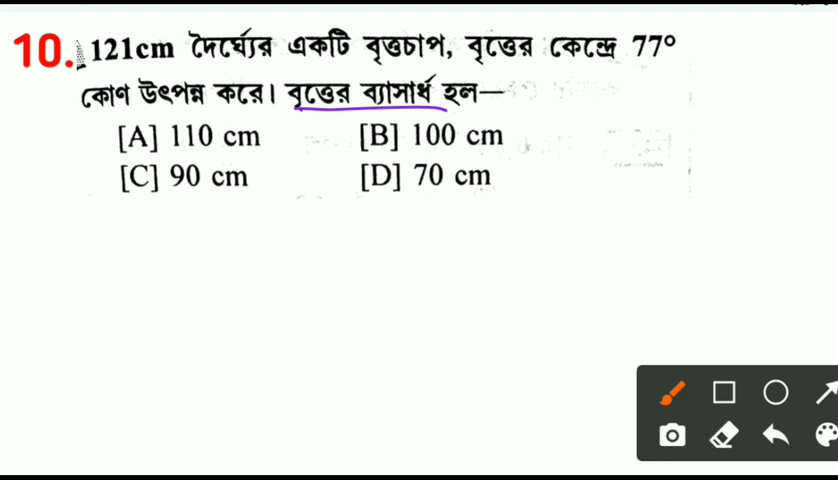 10. 121cm দৈর্ঘ্যের একটি বৃত্তচাপ, বৃত্তের কেন্দ্রে 77°
কোণ উৎপন্ন করে। বৃত্তের ব্যাসার্ধ হল—
[A] 110 cm [B] 100 cm
[C] 90 cm [D] 70 cm